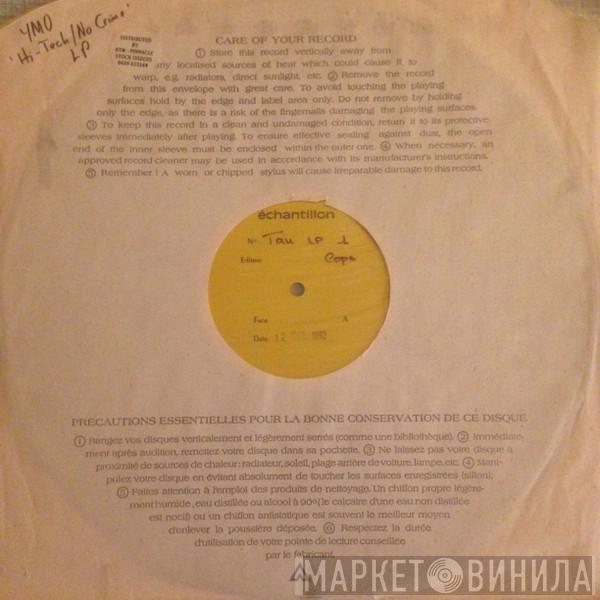 YMO
'Hi-Tech/No Crime'
LP
DISTRIBUTED
BY
RTM-PINNACLE
CARE OF YOUR RECORD
① Store this record vertically away from
any localised sources of heat which could cause it to
warp, e.g. radiators, direct sunlight, etc. ② Remove the record
from this envelope with great care. To avoid touching the playing
surfaces hold by the edge and label area only. Do not remove by holding
only the edge, as there is a risk of the fingernails damaging the playing surfaces.
③ To keep this record in a clean and undamaged condition, return it to its protective
sleeves immediately after playing. To ensure effective sealing against dust, the open
end of the inner sleeve must be enclosed within the outer one. ④ When necessary, an
approved record cleaner may be used in accordance with its manufacturer's instructions.
⑤ Remember ! A worn or chipped stylus will cause irreparable damage to this record.
échantillon
N° Tau LP 1
Editeur Cops
Face A
Date 12 1992
PRECAUTIONS ESSENTIELLES POUR LA BONNE CONSERVATION DE CE DISQUE
① Rangez vos disques verticalement et légèrement serrés (comme une bibliothèque). ② Immédiate-
ment après audition, remettez votre disque dans sa pochette. ③ Ne laissez pas votre disque à
proximité de sources de chaleur: radiateur, soleil, plage arrière de voiture, lampe, etc. ④ Mani-
pulez votre disque en évitant absolument de toucher les surfaces enregistrées (sillon);
⑤ Faites attention à l'emploi des produits de nettoyage. Un chiffon propre légère-
ment humide, eau distillée ou alcool à 90° (le calcaire d'une eau non distillée
est nocif) ou un chiffon antistatique est souvent le meilleur moyen
d'enlever la poussière déposée. ⑥ Respectez la durée
d'utilisation de votre pointe de lecture conseillée
par le fabricant.
МАРКЕТ ВИНИЛА